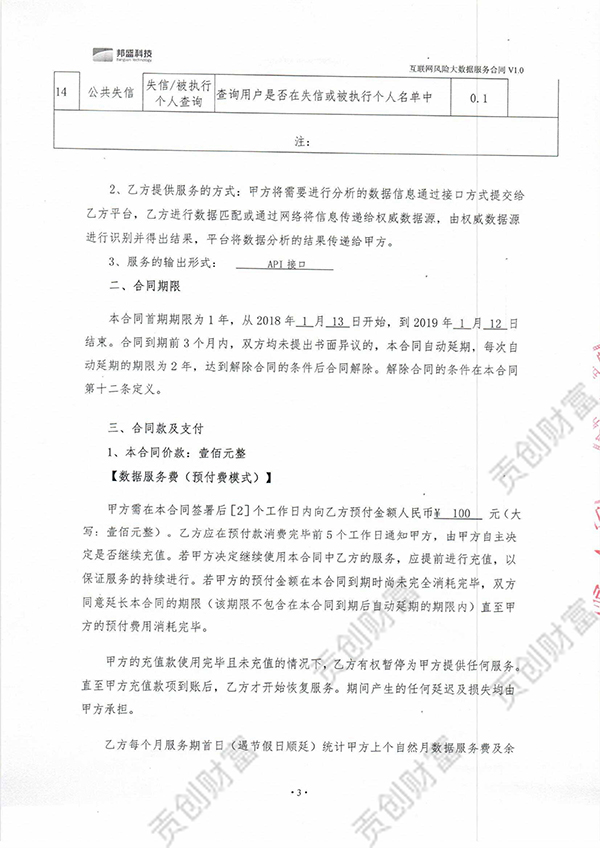 邦盛科技
互联网风险大数据服务合同 V1.0
14 公共失信 失信/被执行个人查询 查询用户是否在失信或被执行个人名单中 0.1
注：
2、乙方提供服务的方式：甲方将需要进行分析的数据信息通过接口方式提交给
乙方平台，乙方进行数据匹配或通过网络将信息传递给权威数据源，由权威数据源
进行识别并得出结果，平台将数据分析的结果传递给甲方。
3、服务的输出形式： API 接口
二、合同期限
本合同首期期限为 1 年，从 2018 年 1 月 13 日开始，到 2019 年 1 月 12 日
结束。合同到期前 3 个月内，双方均未提出书面异议的，本合同自动延期，每次自
动延期的期限为 2 年，达到解除合同的条件后合同解除。解除合同的条件在本合同
第十二条定义。
三、合同款及支付
1、本合同价款：壹佰元整
【数据服务费（预付费模式）】
甲方需在本合同签署后[2]个工作日内向乙方预付金额人民币¥ 100 元（大
写：壹佰元整）。乙方应在预付款消费完毕前 5 个工作日通知甲方，由甲方自主决
定是否继续充值。若甲方决定继续使用本合同中乙方的服务，应提前进行充值，以
保证服务的持续进行。若甲方的预付金额在本合同到期时尚未完全消耗完毕，双方
同意延长本合同的期限（该期限不包含在本合同到期后自动延期的期限内）直至甲
方的预付费用消耗完毕。
甲方的充值款使用完毕且未充值的情况下，乙方有权暂停为甲方提供任何服务。
直至甲方充值款项到账后，乙方才开始恢复服务。期间产生的任何延迟及损失均由
甲方承担。
乙方每个月服务期首日（遇节假日顺延）统计甲方上个自然月数据服务费及余
·3·
贡创财富
贡创财富
贡创财富
贡创财富
贡创财富